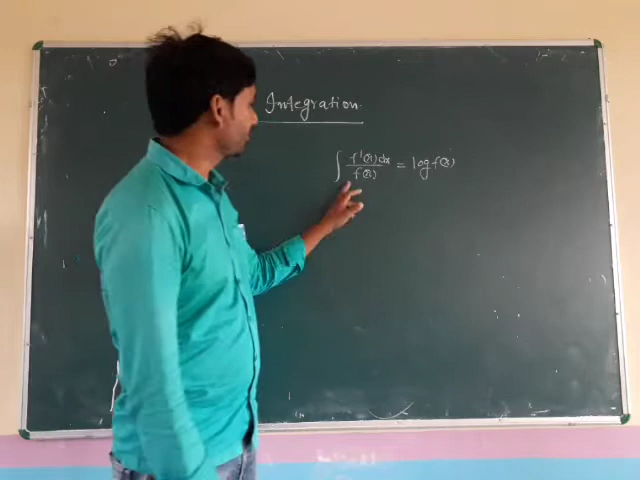 Integration
∫ f'(x)dx / f(x) = log f(x)